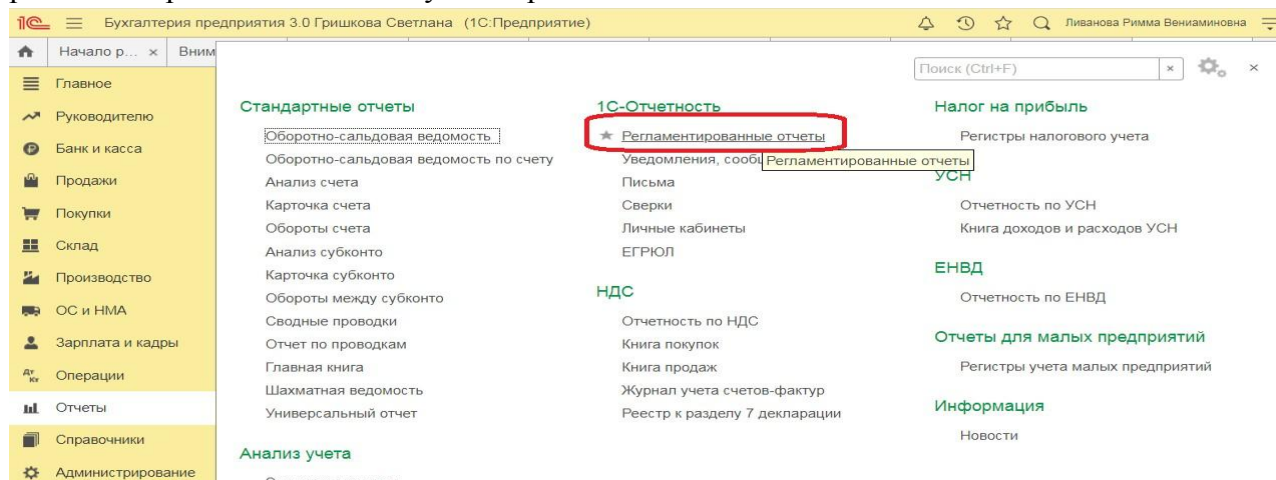 1С Бухгалтерия предприятия 3.0 Гришкова Светлана (1С:Предприятие)
Ливанова Римма Вениаминовна
Начало р... × Вним
Поиск (Ctrl+F) ×
×
Главное
Руководителю
Банк и касса
Продажи
Покупки
Склад
Производство
ОС и НМА
Зарплата и кадры
Операции
Отчеты
Справочники
Администрирование
Стандартные отчеты
Оборотно-сальдовая ведомость
Оборотно-сальдовая ведомость по счету
Анализ счета
Карточка счета
Обороты счета
Анализ субконто
Карточка субконто
Обороты между субконто
Сводные проводки
Отчет по проводкам
Главная книга
Шахматная ведомость
Универсальный отчет
Анализ учета
1С-Отчетность
Регламентированные отчеты
Уведомления, сооб
Регламентированные отчеты
Письма
Сверки
Личные кабинеты
ЕГРЮЛ
НДС
Отчетность по НДС
Книга покупок
Книга продаж
Журнал учета счетов-фактур
Реестр к разделу 7 декларации
Налог на прибыль
Регистры налогового учета
УСН
Отчетность по УСН
Книга доходов и расходов УСН
ЕНВД
Отчетность по ЕНВД
Отчеты для малых предприятий
Регистры учета малых предприятий
Информация
Новости